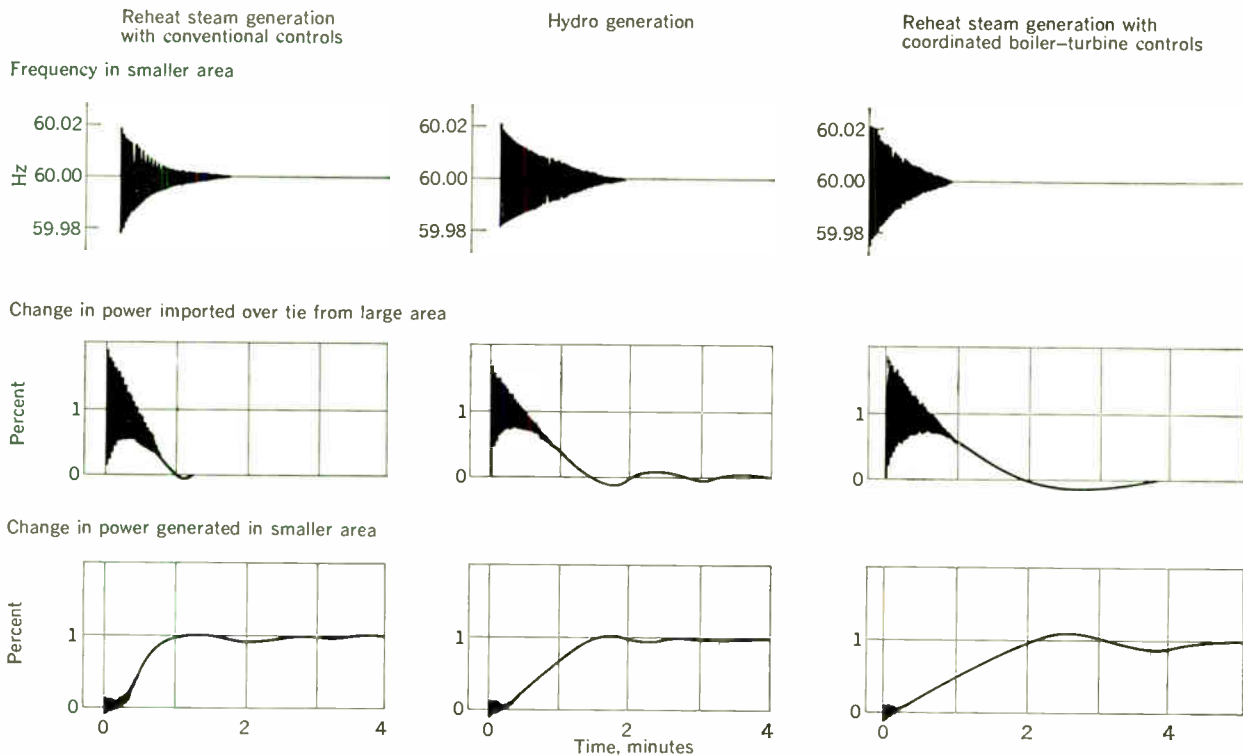 Reheat steam generation
with conventional controls
Hydro generation
Reheat steam generation with
coordinated boiler–turbine controls
Frequency in smaller area
Hz
60.02
60.00
59.98
60.02
60.00
59.98
60.02
60.00
59.98
Change in power imported over tie from large area
Percent
1
0
1
0
1
0
Change in power generated in smaller area
Percent
1
0
1
0
1
0
0
2
4
0
2
4
0
2
4
Time, minutes